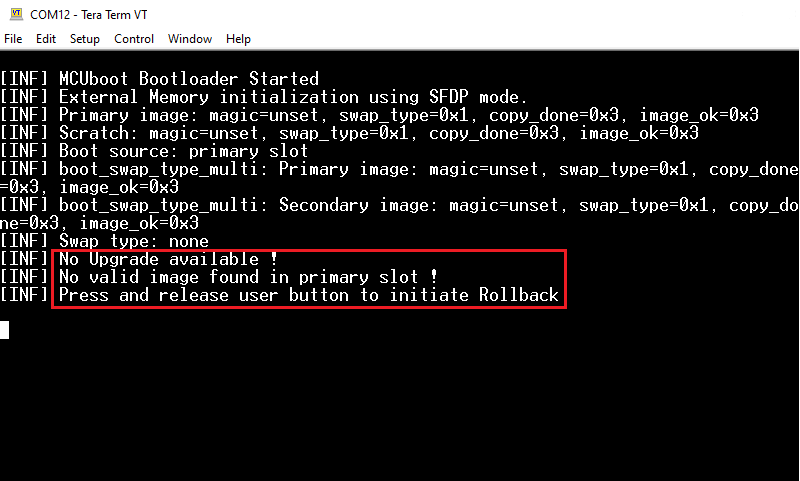 COM12 - Tera Term VT
File Edit Setup Control Window Help
[INF] MCUboot Bootloader Started
[INF] External Memory initialization using SFDP mode.
[INF] Primary image: magic=unset, swap_type=0x1, copy_done=0x3, image_ok=0x3
[INF] Scratch: magic=unset, swap_type=0x1, copy_done=0x3, image_ok=0x3
[INF] Boot source: primary slot
[INF] boot_swap_type_multi: Primary image: magic=unset, swap_type=0x1, copy_done
=0x3, image_ok=0x3
[INF] boot_swap_type_multi: Secondary image: magic=unset, swap_type=0x1, copy_do
ne=0x3, image_ok=0x3
[INF] Swap type: none
[INF] No Upgrade available !
[INF] No valid image found in primary slot !
[INF] Press and release user button to initiate Rollback